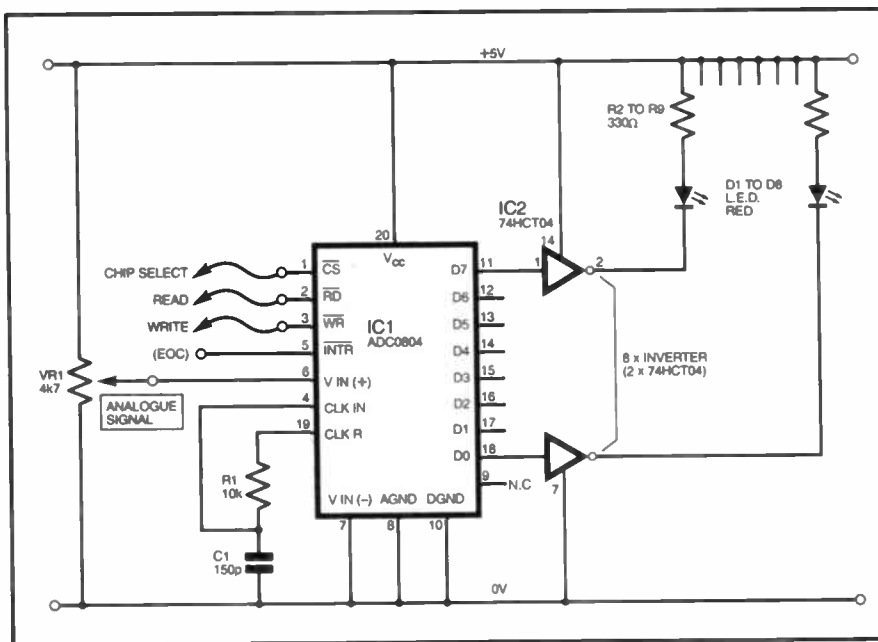 +5V
R2 TO R9
330Ω
D1 TO D8
L.E.D.
RED
IC2
74HCT04
14
1
2
20
VCC
CHIP SELECT
1
CS
D7
11
READ
2
RD
D6
12
WRITE
3
WR
D5
13
IC1
ADC0804
(EOC)
5
INTR
D4
14
VR1
4k7
6
V IN (+)
D3
15
ANALOGUE
SIGNAL
4
CLK IN
D2
16
19
CLK R
D1
17
D0
18
8 x INVERTER
(2 x 74HCT04)
R1
10k
9
N.C
7
V IN (-)
AGND
DGND
7
8
10
C1
150p
0V